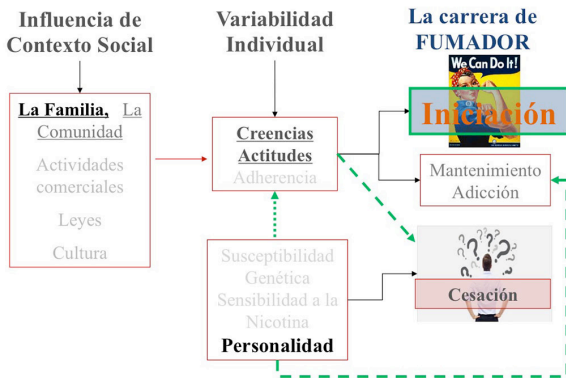 Influencia de
Contexto Social
La Familia, La
Comunidad
Actividades
comerciales
Leyes
Cultura
Variabilidad
Individual
Creencias
Actitudes
Adherencia
Susceptibilidad
Genética
Sensibilidad a la
Nicotina
Personalidad
La carrera de
FUMADOR
We Can Do It!
Iniciación
Mantenimiento
Adicción
? ? ? ? ? ? ?
Cesación